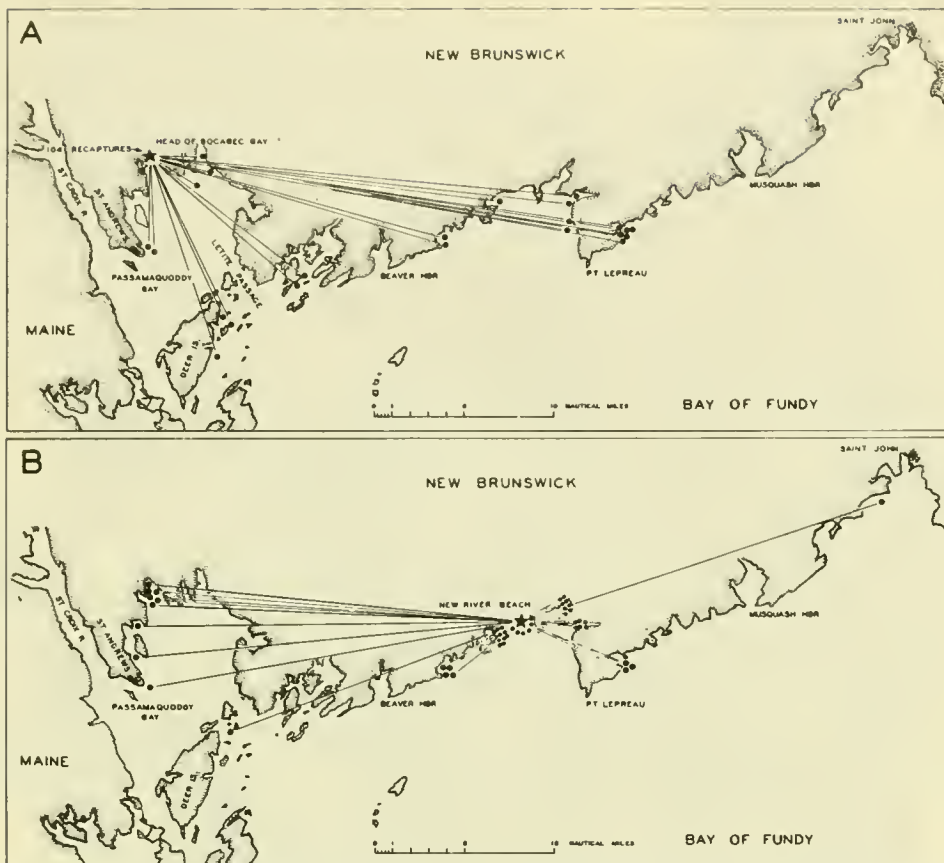 A
SAINT JOHN
NEW BRUNSWICK
104 RECAPTURES
HEAD OF BOCABEC BAY
ST CROIX R.
ST. ANDREWS
MUSQUASH HBR
LETITE PASSAGE
BEAVER HBR
PT LEPREAU
PASSAMAQUODDY
BAY
MAINE
DEER IS.
0 1 5 10 NAUTICAL MILES
BAY OF FUNDY
B
SAINT JOHN
NEW BRUNSWICK
NEW RIVER BEACH
ST CROIX R.
ST. ANDREWS
MUSQUASH HBR
BEAVER HBR
PT LEPREAU
PASSAMAQUODDY
BAY
MAINE
DEER IS.
NAUTICAL MILES
10
BAY OF FUNDY